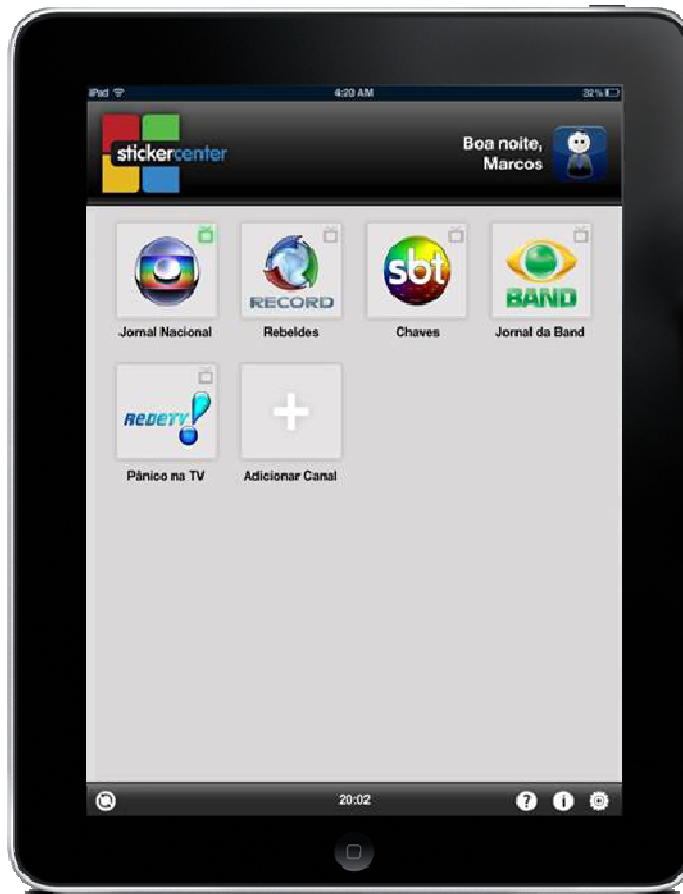 iPad
4:20 AM
32%
stickercenter
Boa noite,
Marcos
RECORD
sbt
BAND
Jornal Nacional
Rebeldes
Chaves
Jornal da Band
REDETV!
Pânico na TV
Adicionar Canal
20:02
?
i